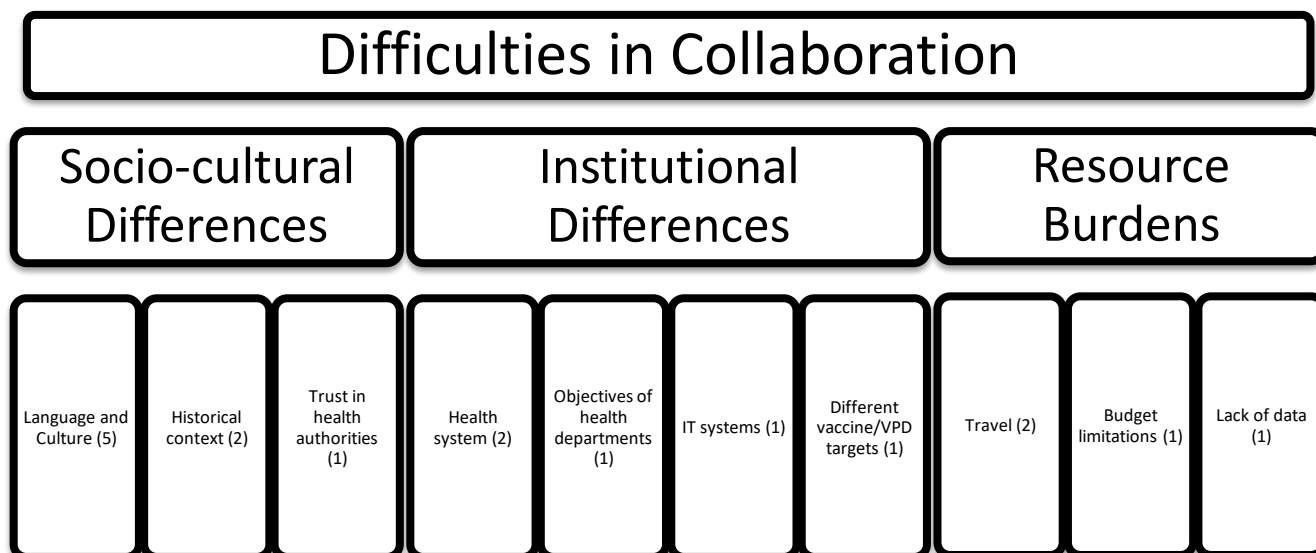 Difficulties in Collaboration
Socio-cultural
Differences
Institutional
Differences
Resource
Burdens
Language and
Culture (5)
Historical
context (2)
Trust in
health
authorities
(1)
Health
system (2)
Objectives of
health
departments
(1)
IT systems (1)
Different
vaccine/VPD
targets (1)
Travel (2)
Budget
limitations (1)
Lack of data
(1)